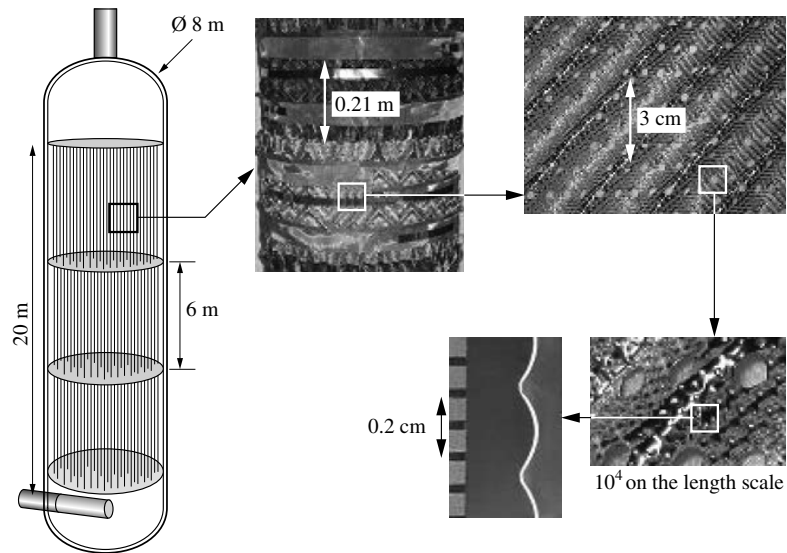 Ø 8 m
0.21 m
3 cm
20 m
6 m
0.2 cm
10⁴ on the length scale